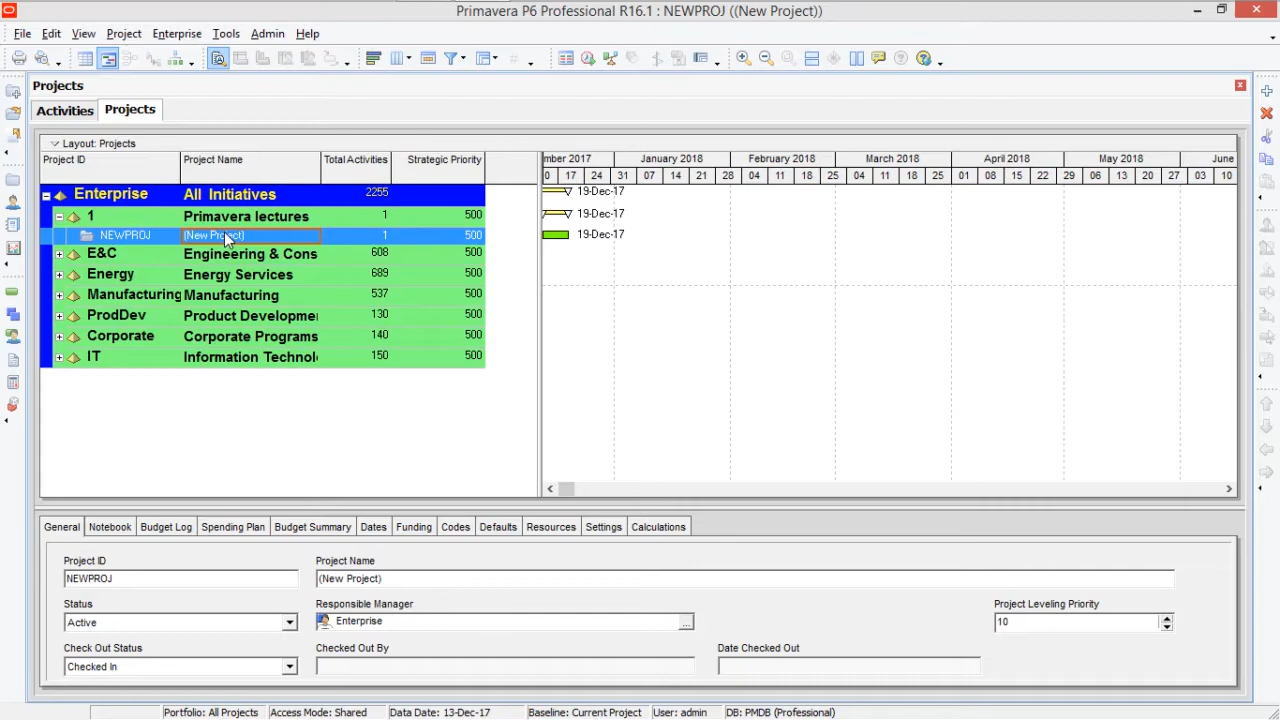 Primavera P6 Professional R16.1 : NEWPROJ ((New Project))
File Edit View Project Enterprise Tools Admin Help
Projects
Activities Projects
Layout: Projects
Project ID Project Name Total Activities Strategic Priority mber 2017 January 2018 February 2018 March 2018 April 2018 May 2018 June
0 17 24 31 07 14 21 28 04 11 18 25 04 11 18 25 01 08 15 22 29 06 13 20 27 03 10
Enterprise All Initiatives 2255 19-Dec-17
1 Primavera lectures 1 500 19-Dec-17
NEWPROJ (New Project) 1 500 19-Dec-17
E&C Engineering & Cons 608 500
Energy Energy Services 689 500
Manufacturing Manufacturing 537 500
ProdDev Product Developme 130 500
Corporate Corporate Programs 140 500
IT Information Technol 150 500
General Notebook Budget Log Spending Plan Budget Summary Dates Funding Codes Defaults Resources Settings Calculations
Project ID Project Name
NEWPROJ (New Project)
Status Responsible Manager Project Leveling Priority
Active Enterprise ... 10
Check Out Status Checked Out By Date Checked Out
Checked In
Portfolio: All Projects Access Mode: Shared Data Date: 13-Dec-17 Baseline: Current Project User: admin DB: PMDB (Professional)